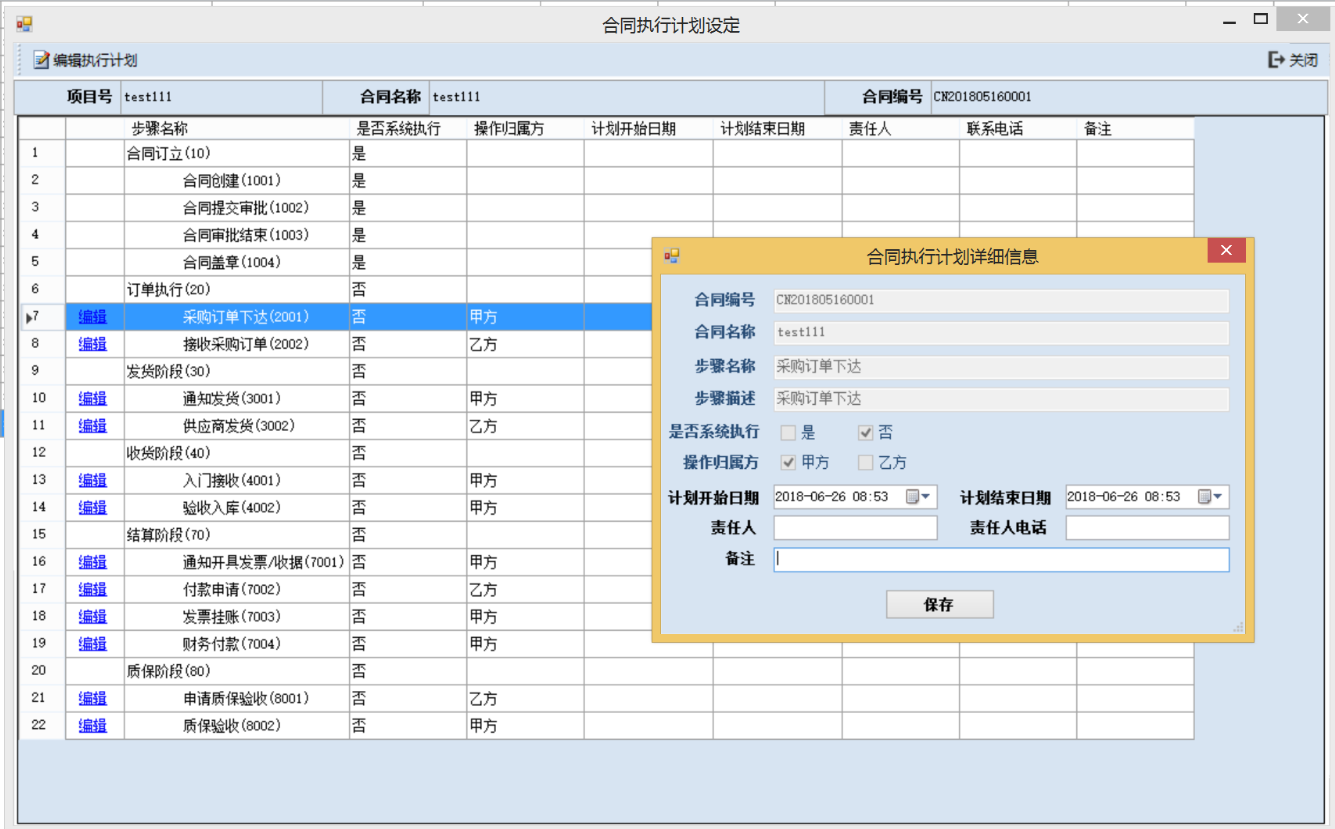 合同执行计划设定
编辑执行计划 关闭
项目号 test111 合同名称 test111 合同编号 CN201805160001
步骤名称 是否系统执行 操作归属方 计划开始日期 计划结束日期 责任人 联系电话 备注
1 合同订立(10) 是
2 合同创建(1001) 是
3 合同提交审批(1002) 是
4 合同审批结束(1003) 是
5 合同盖章(1004) 是
6 订单执行(20) 否
7 编辑 采购订单下达(2001) 否 甲方
8 编辑 接收采购订单(2002) 否 乙方
9 发货阶段(30) 否
10 编辑 通知发货(3001) 否 甲方
11 编辑 供应商发货(3002) 否 乙方
12 收货阶段(40) 否
13 编辑 入门接收(4001) 否 甲方
14 编辑 验收入库(4002) 否 甲方
15 结算阶段(70) 否
16 编辑 通知开具发票/收据(7001) 否 甲方
17 编辑 付款申请(7002) 否 乙方
18 编辑 发票挂账(7003) 否 甲方
19 编辑 财务付款(7004) 否 甲方
20 质保阶段(80) 否
21 编辑 申请质保验收(8001) 否 乙方
22 编辑 质保验收(8002) 否 甲方
合同执行计划详细信息
合同编号 CN201805160001
合同名称 test111
步骤名称 采购订单下达
步骤描述 采购订单下达
是否系统执行 是 否
操作归属方 甲方 乙方
计划开始日期 2018-06-26 08:53 计划结束日期 2018-06-26 08:53
责任人 责任人电话
备注
保存